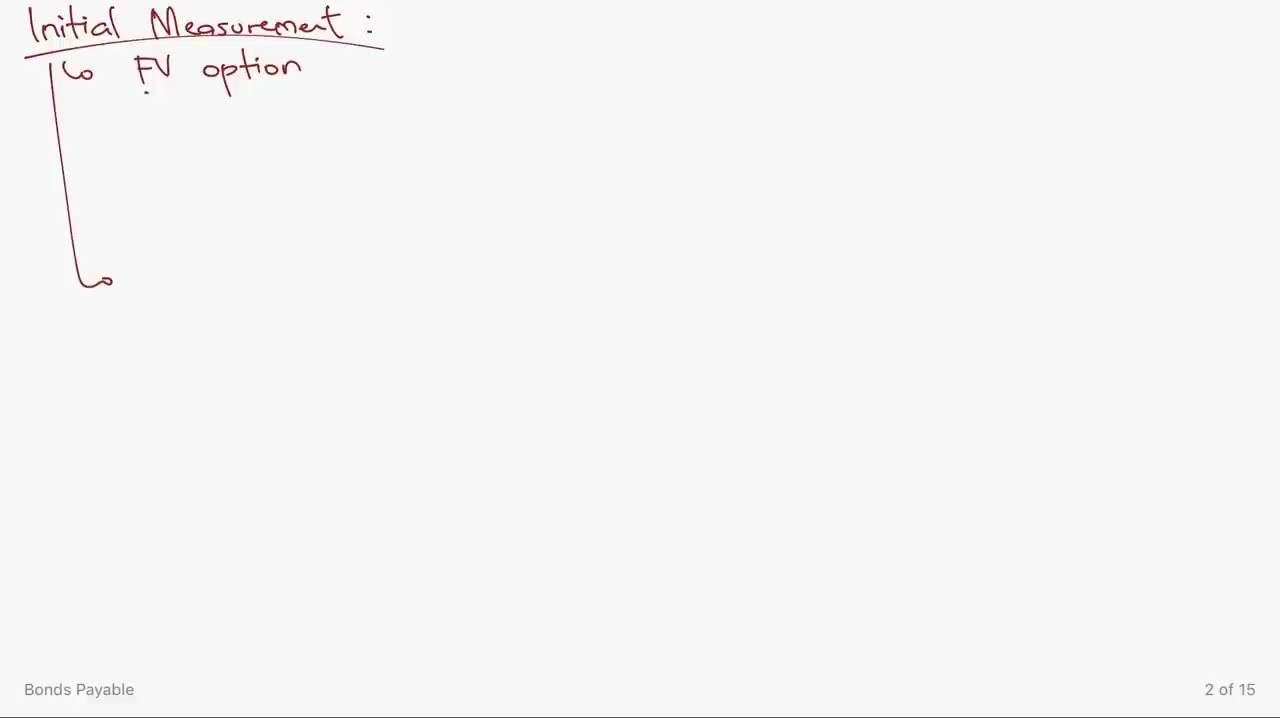 Initial Measurement :
FV option
Bonds Payable
2 of 15